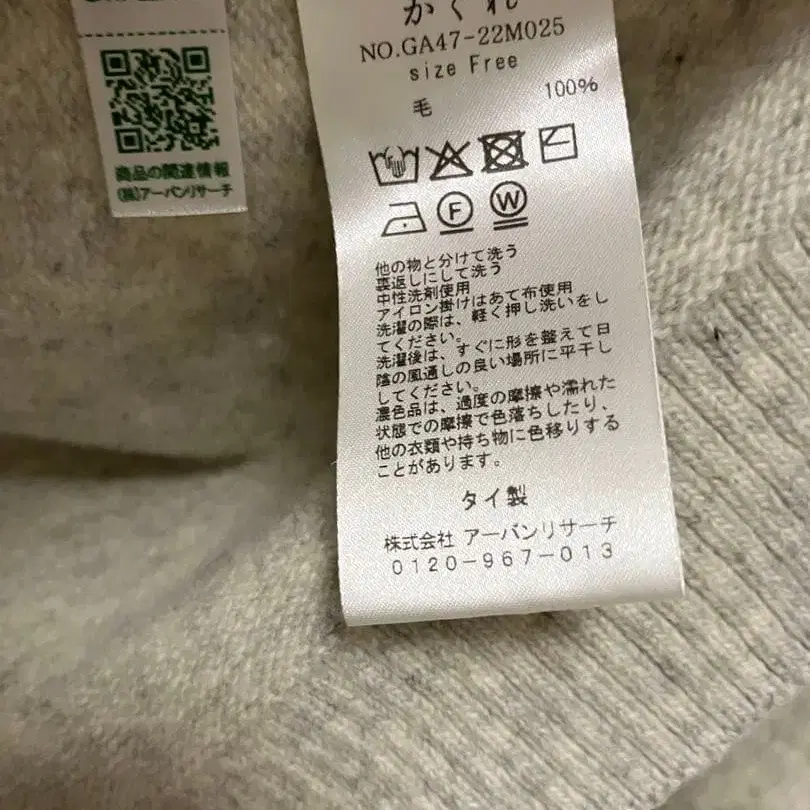 商品の関連情報
(株)アーバンリサーチ
かぐれ
NO.GA47-22M025
size Free
毛 100%
F W
他の物と分けて洗う
裏返しにして洗う
中性洗剤使用
アイロン掛けはあて布使用
洗濯の際は、軽く押し洗いをし
てください。
洗濯後は、すぐに形を整えて日
陰の風通しの良い場所に平干し
してください。
濃色品は、過度の摩擦や濡れた
状態での摩擦で色落ちしたり、
他の衣類や持ち物に色移りする
ことがあります。
タイ製
株式会社 アーバンリサーチ
0120-967-013